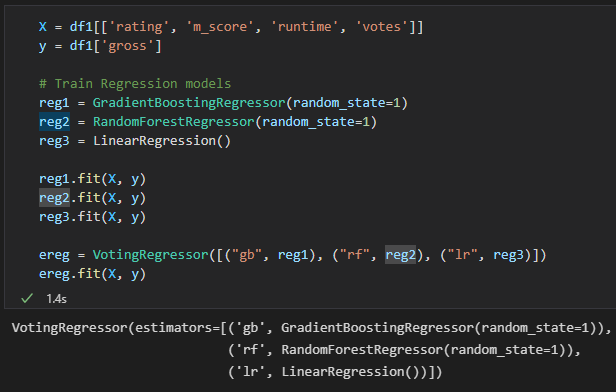 X = df1[['rating', 'm_score', 'runtime', 'votes']]
y = df1['gross']
# Train Regression models
reg1 = GradientBoostingRegressor(random_state=1)
reg2 = RandomForestRegressor(random_state=1)
reg3 = LinearRegression()
reg1.fit(X, y)
reg2.fit(X, y)
reg3.fit(X, y)
ereg = VotingRegressor([("gb", reg1), ("rf", reg2), ("lr", reg3)])
ereg.fit(X, y)
✓ 1.4s
VotingRegressor(estimators=[('gb', GradientBoostingRegressor(random_state=1)),
('rf', RandomForestRegressor(random_state=1)),
('lr', LinearRegression())])